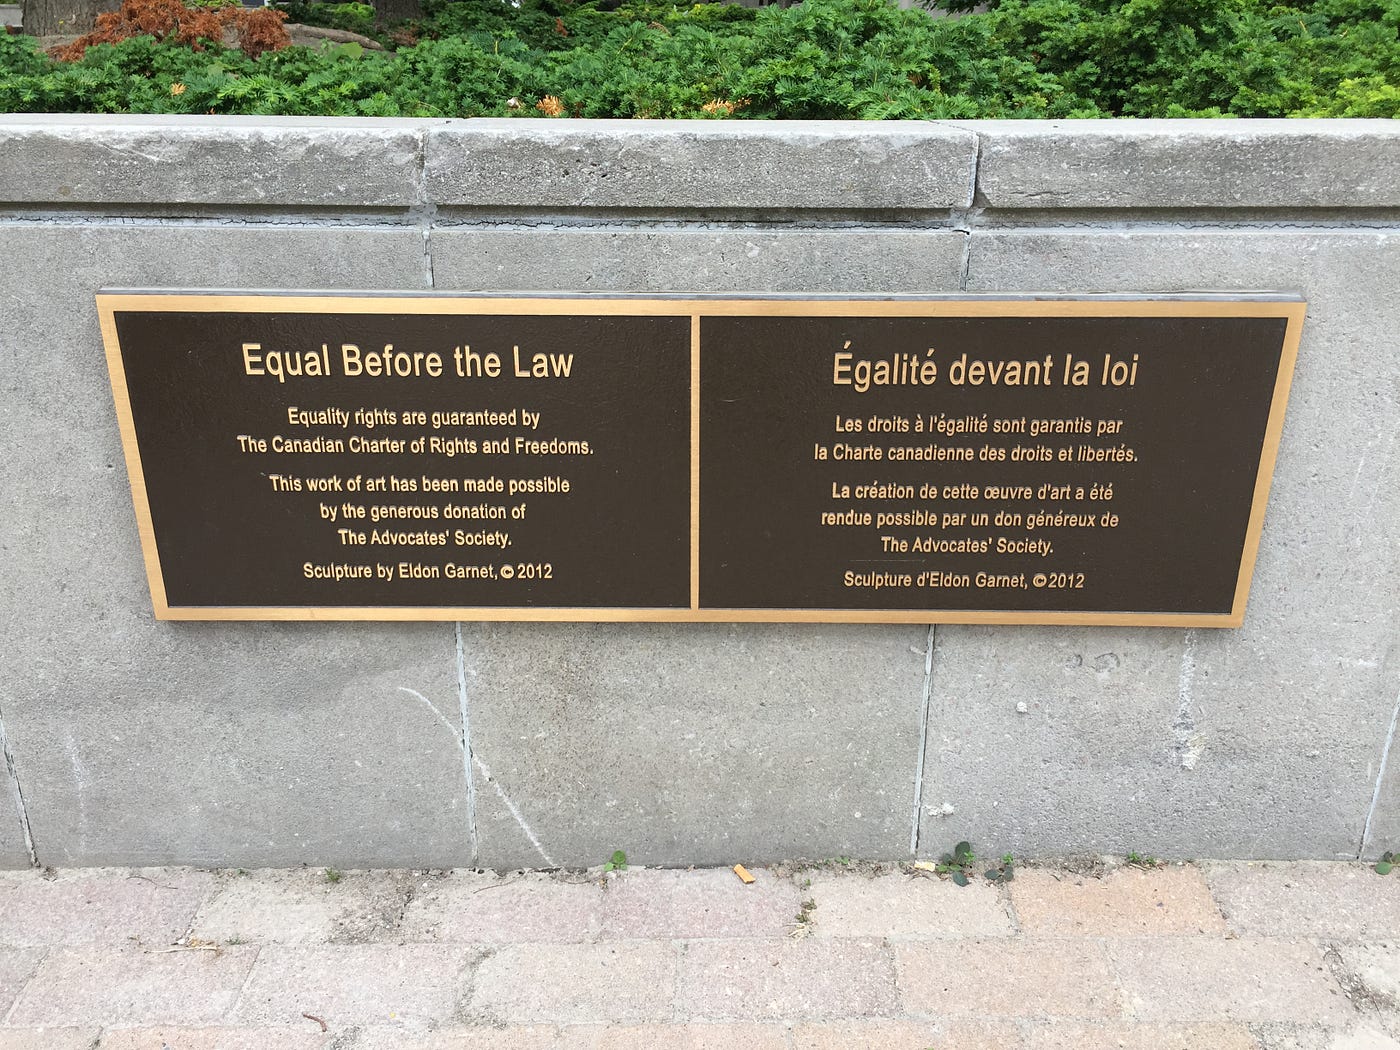 Equal Before the Law
Equality rights are guaranteed by
The Canadian Charter of Rights and Freedoms.
This work of art has been made possible
by the generous donation of
The Advocates' Society.
Sculpture by Eldon Garnet, © 2012
Égalité devant la loi
Les droits à l'égalité sont garantis par
la Charte canadienne des droits et libertés.
La création de cette œuvre d'art a été
rendue possible par un don généreux de
The Advocates' Society.
Sculpture d'Eldon Garnet, ©2012